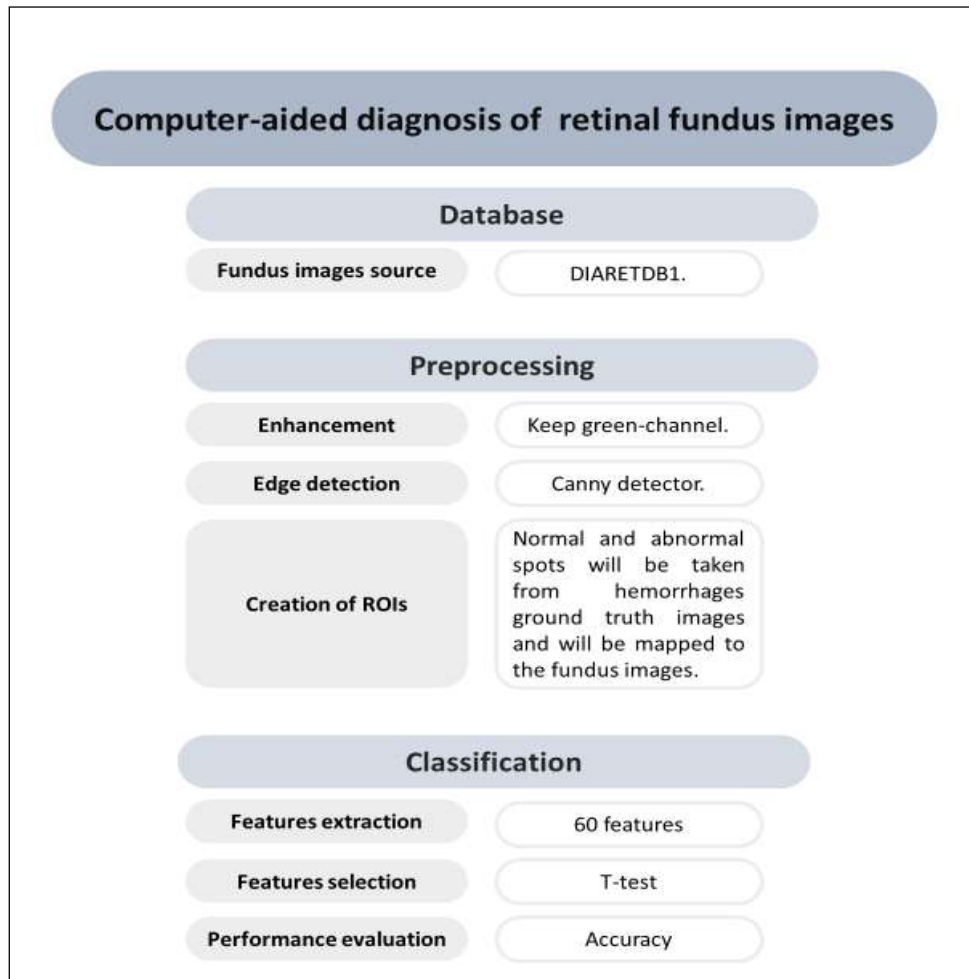 Computer-aided diagnosis of retinal fundus images
Database
Fundus images source
DIARETDB1.
Preprocessing
Enhancement
Keep green-channel.
Edge detection
Canny detector.
Creation of ROIs
Normal and abnormal
spots will be taken
from hemorrhages
ground truth images
and will be mapped to
the fundus images.
Classification
Features extraction
60 features
Features selection
T-test
Performance evaluation
Accuracy